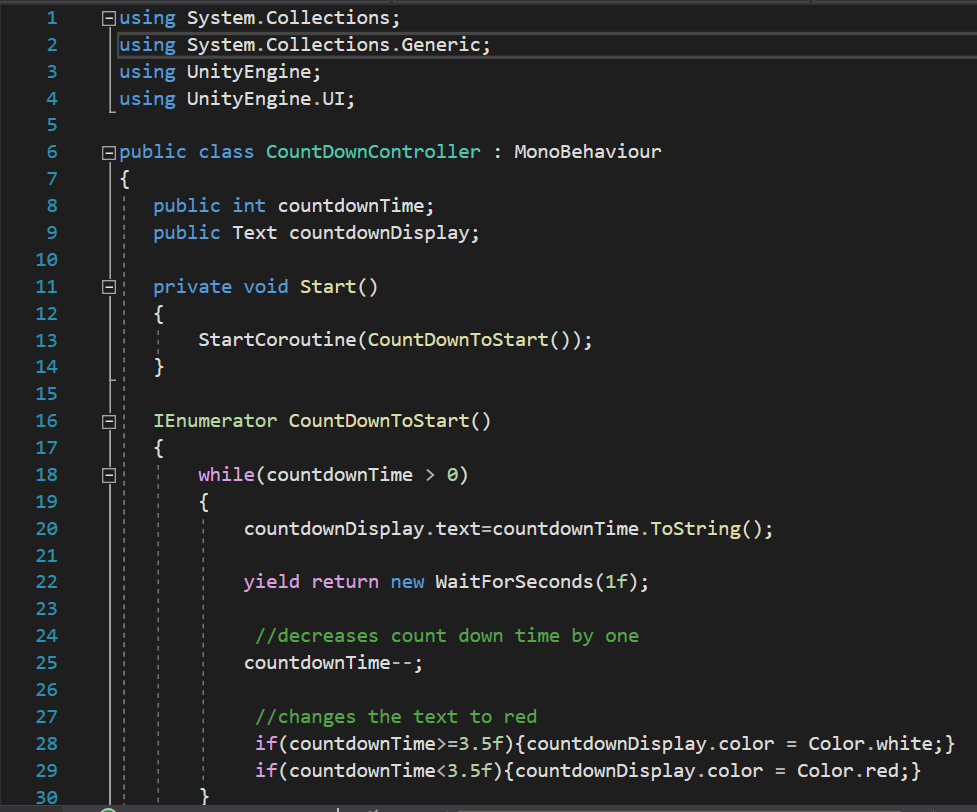 1 using System.Collections;
2 using System.Collections.Generic;
3 using UnityEngine;
4 using UnityEngine.UI;
5
6 public class CountDownController : MonoBehaviour
7 {
8 public int countdownTime;
9 public Text countdownDisplay;
10
11 private void Start()
12 {
13 StartCoroutine(CountDownToStart());
14 }
15
16 IEnumerator CountDownToStart()
17 {
18 while(countdownTime > 0)
19 {
20 countdownDisplay.text=countdownTime.ToString();
21
22 yield return new WaitForSeconds(1f);
23
24 //decreases count down time by one
25 countdownTime--;
26
27 //changes the text to red
28 if(countdownTime>=3.5f){countdownDisplay.color = Color.white;}
29 if(countdownTime<3.5f){countdownDisplay.color = Color.red;}
30 }